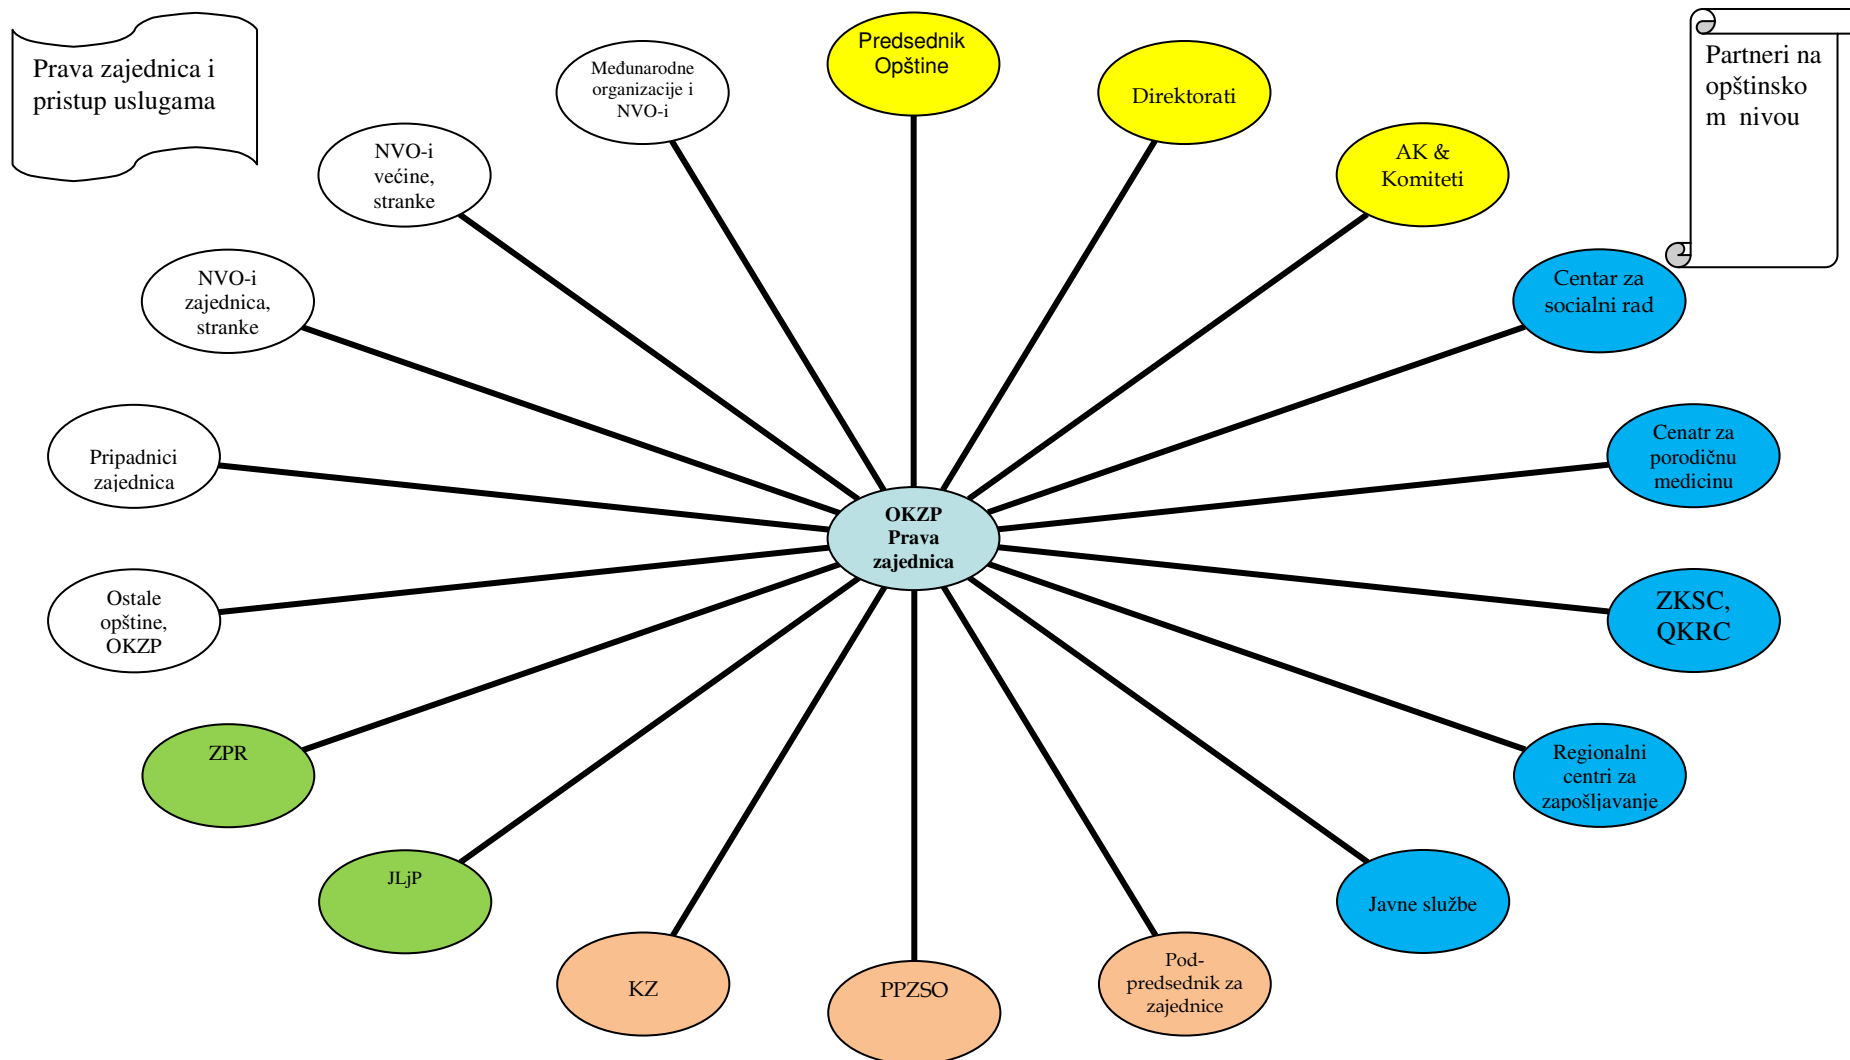 Prava zajednica i
pristup uslugama
Međunarodne
organizacije i
NVO-i
Predsednik
Opštine
Direktorati
Partneri na
opštinsko
m nivou
NVO-i
većine,
stranke
AK &
Komiteti
NVO-i
zajednica,
stranke
Centar za
socialni rad
Pripadnici
zajednica
Cenatr za
porodičnu
medicinu
OKZP
Prava
zajednica
Ostale
opštine,
OKZP
ZKSC,
QKRC
ZPR
Regionalni
centri za
zapošljavanje
JLjP
Javne službe
KZ
PPZSO
Pod-
predsednik za
zajednice